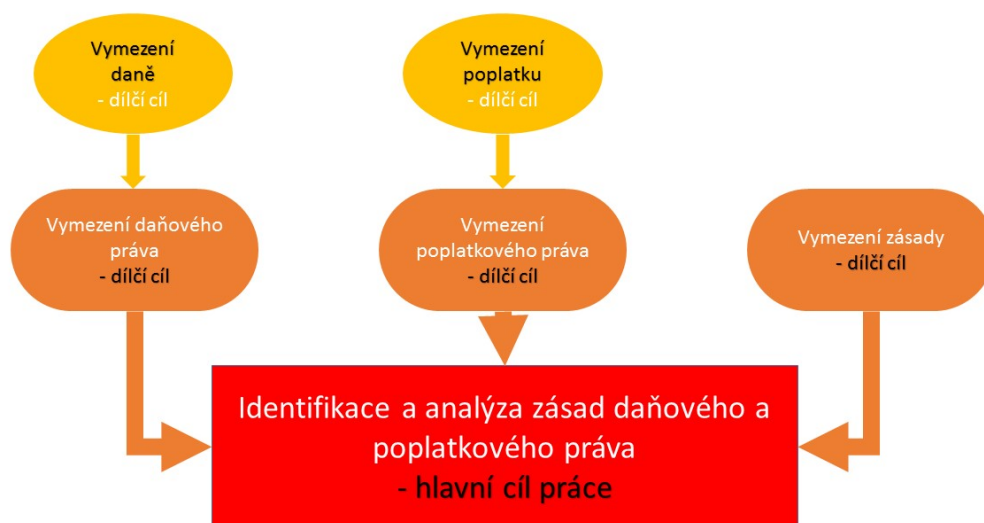 Vymezení
daně
- dílčí cíl
Vymezení
poplatku
- dílčí cíl
Vymezení daňového
práva
- dílčí cíl
Vymezení
poplatkového práva
- dílčí cíl
Vymezení zásady
- dílčí cíl
Identifikace a analýza zásad daňového a
poplatkového práva
- hlavní cíl práce